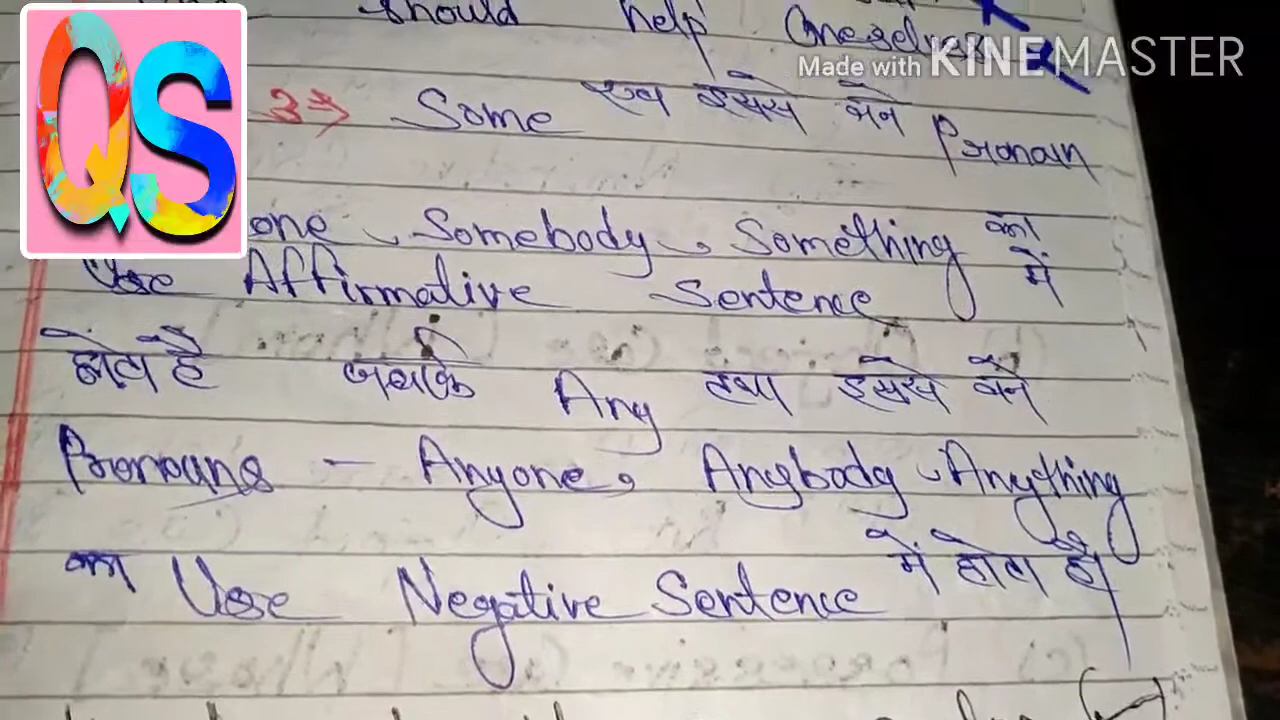 should help Oneselves
QS
Made with KINEMASTER
3⇒ Some एव इससे बने Pronoun
one, Somebody, Something का
Use Affirmative Sentence में
होता है जबकि Any तथा इससे बने
Pronouns – Anyone, Anybody, Anything
का Use Negative Sentence में होता है।